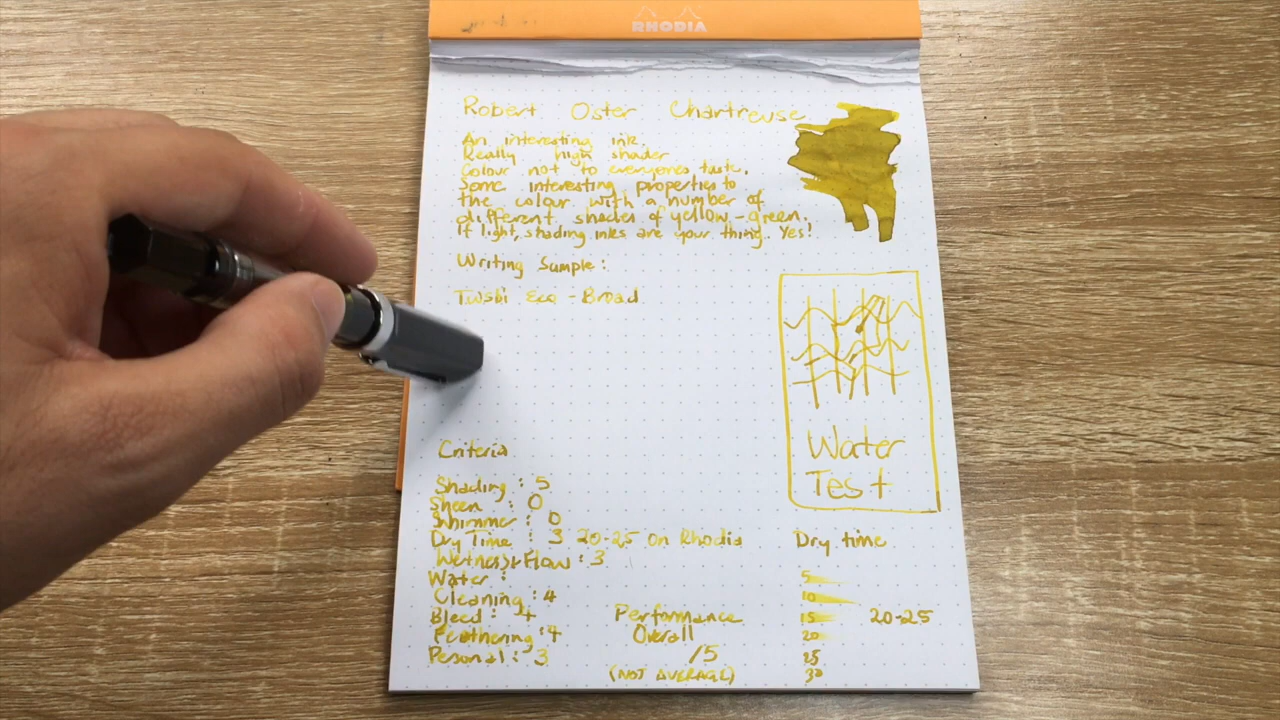 RHODIA
Robert Oster Chartreuse
An interesting ink.
Really high shader
Colour not to everyones taste.
Some interesting properties to
the colour with a number of
different shades of yellow-green.
If light, shading inks are your thing. Yes!
Writing Sample:
Twsbi Eco - Broad
Water
Test
Criteria
Shading : 5
Sheen : 0
Shimmer : 0
Dry Time : 3 20-25 on Rhodia
Wetness+Flow : 3
Water :
Cleaning : 4
Bleed : 4
Feathering : 4
Personal : 3
Performance
Overall
/5
(NOT AVERAGE)
Dry time
5
10
15
20
25
30
20-25